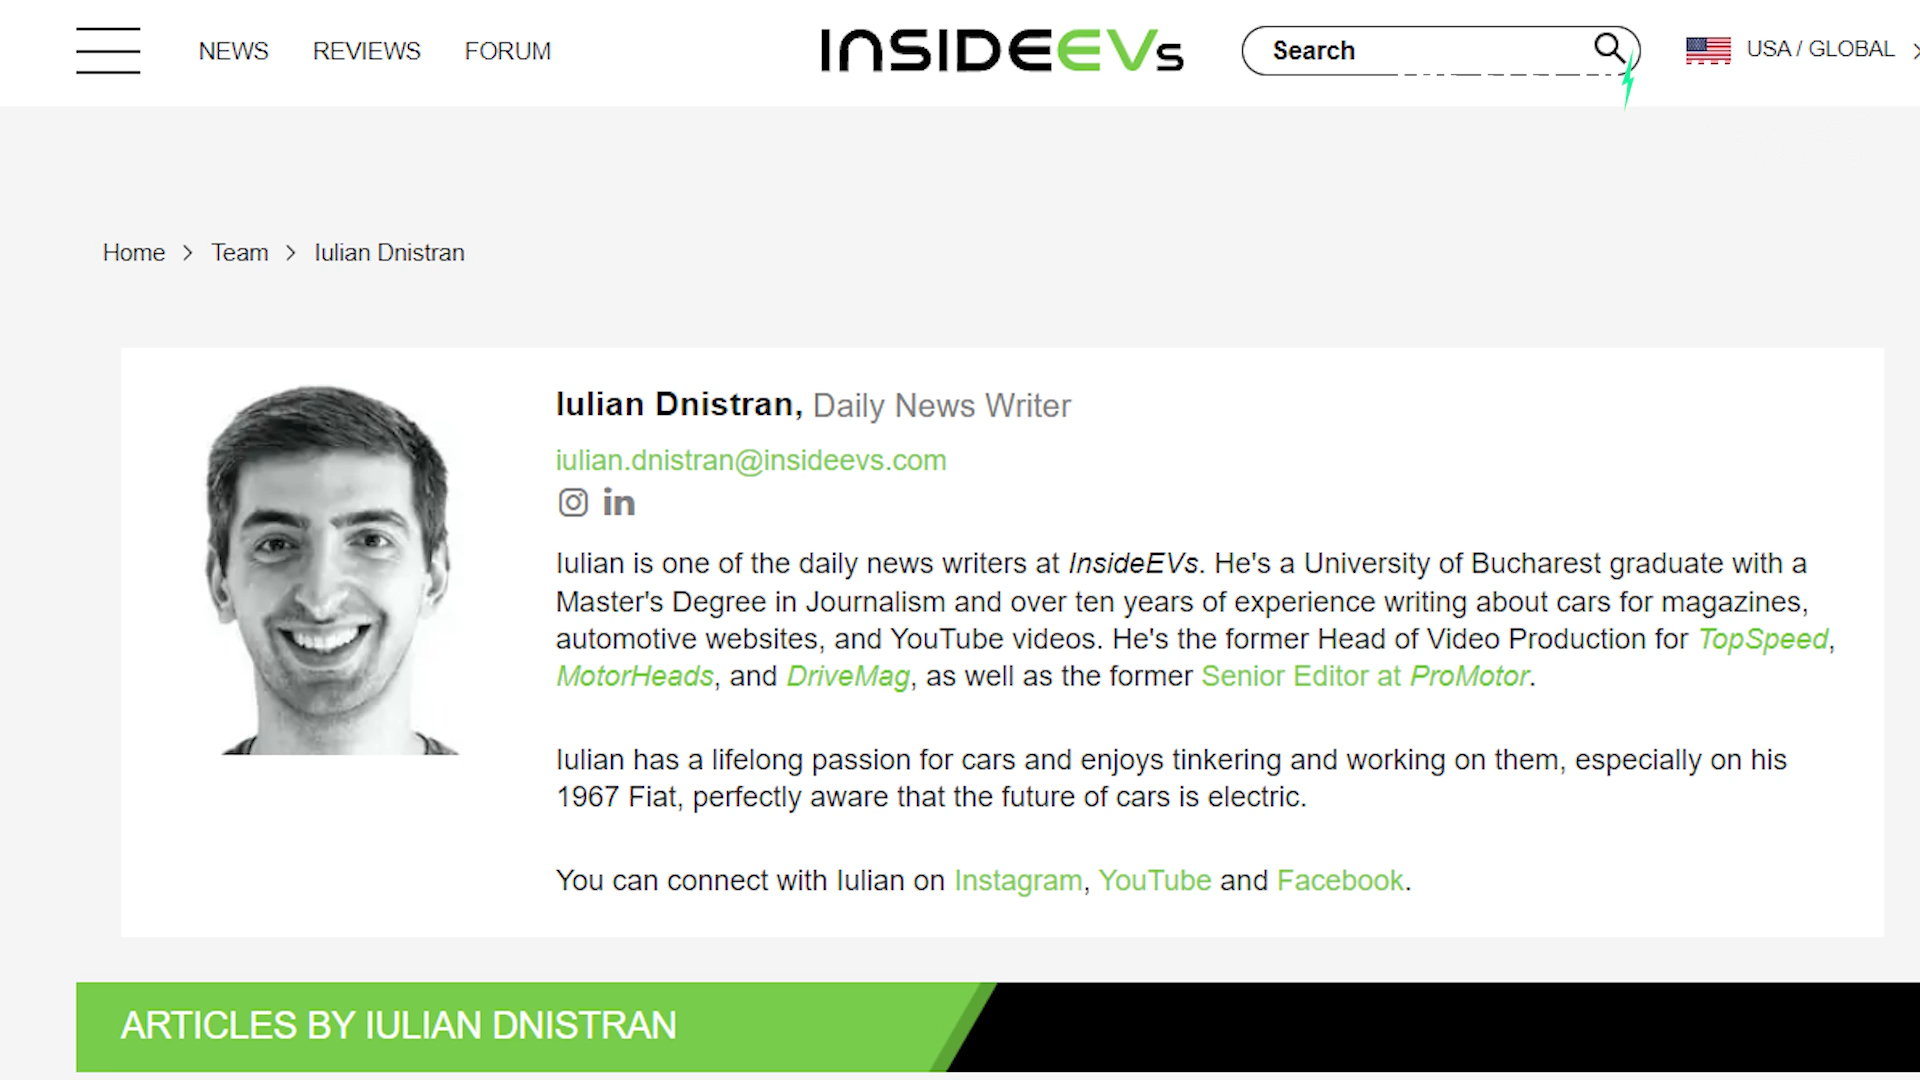 NEWS REVIEWS FORUM INSIDEEVs Search USA / GLOBAL
Home > Team > Iulian Dnistran
Iulian Dnistran, Daily News Writer
iulian.dnistran@insideevs.com
in
Iulian is one of the daily news writers at InsideEVs. He's a University of Bucharest graduate with a
Master's Degree in Journalism and over ten years of experience writing about cars for magazines,
automotive websites, and YouTube videos. He's the former Head of Video Production for TopSpeed,
MotorHeads, and DriveMag, as well as the former Senior Editor at ProMotor.
Iulian has a lifelong passion for cars and enjoys tinkering and working on them, especially on his
1967 Fiat, perfectly aware that the future of cars is electric.
You can connect with Iulian on Instagram, YouTube and Facebook.
ARTICLES BY IULIAN DNISTRAN